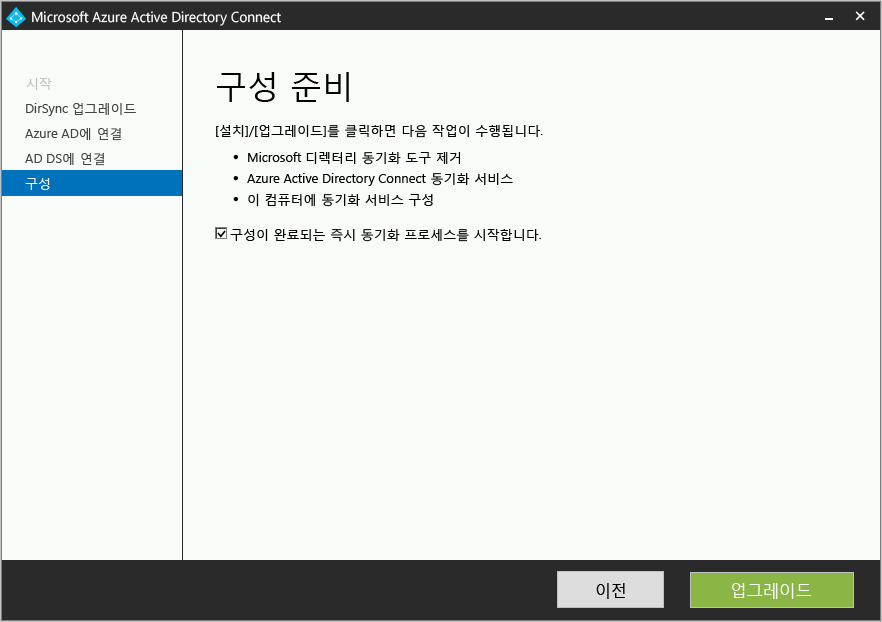 Microsoft Azure Active Directory Connect
시작
DirSync 업그레이드
Azure AD에 연결
AD DS에 연결
구성
구성 준비
[설치]/[업그레이드]를 클릭하면 다음 작업이 수행됩니다.
• Microsoft 디렉터리 동기화 도구 제거
• Azure Active Directory Connect 동기화 서비스
• 이 컴퓨터에 동기화 서비스 구성
구성이 완료되는 즉시 동기화 프로세스를 시작합니다.
이전
업그레이드